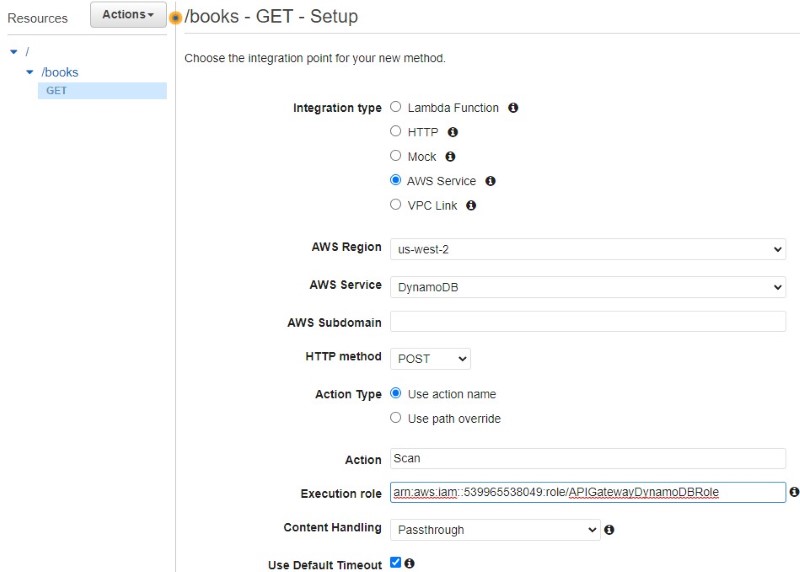 Resources
Actions
/
/books
GET
/books - GET - Setup
Choose the integration point for your new method.
Integration type
Lambda Function
HTTP
Mock
AWS Service
VPC Link
AWS Region
us-west-2
AWS Service
DynamoDB
AWS Subdomain
HTTP method
POST
Action Type
Use action name
Use path override
Action
Scan
Execution role
arn:aws:iam::539965538049:role/APIGatewayDynamoDBRole
Content Handling
Passthrough
Use Default Timeout